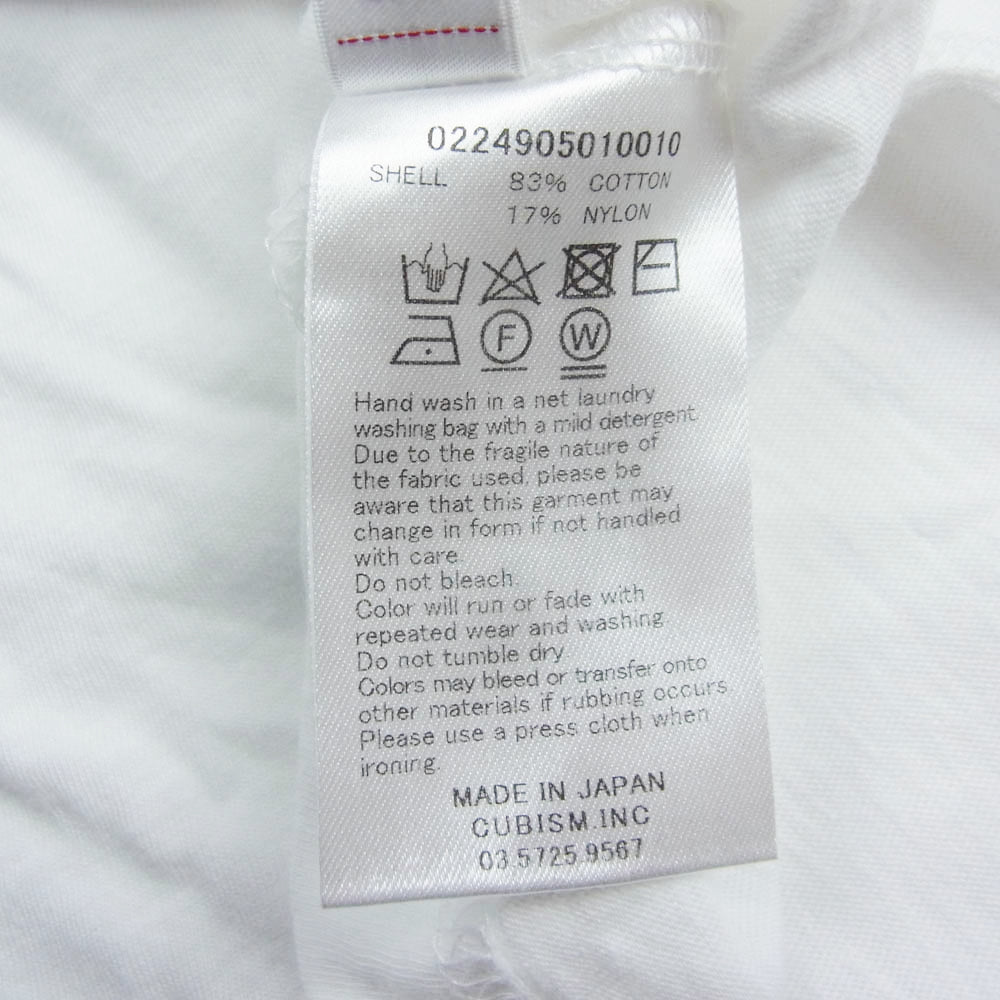 0224905010010
SHELL 83% COTTON
17% NYLON
F W
Hand wash in a net laundry
washing bag with a mild detergent.
Due to the fragile nature of
the fabric used, please be
aware that this garment may
change in form if not handled
with care.
Do not bleach.
Color will run or fade with
repeated wear and washing
Do not tumble dry
Colors may bleed or transfer onto
other materials if rubbing occurs.
Please use a press cloth when
ironing.
MADE IN JAPAN
CUBISM.INC
03.5725.9567